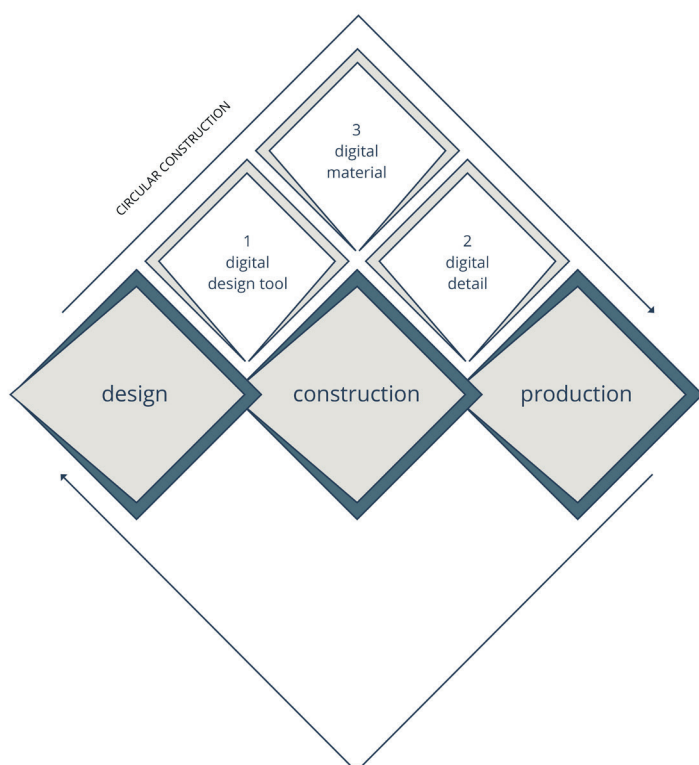 CIRCULAR CONSTRUCTION
3
digital
material
1
digital
design tool
2
digital
detail
design
construction
production